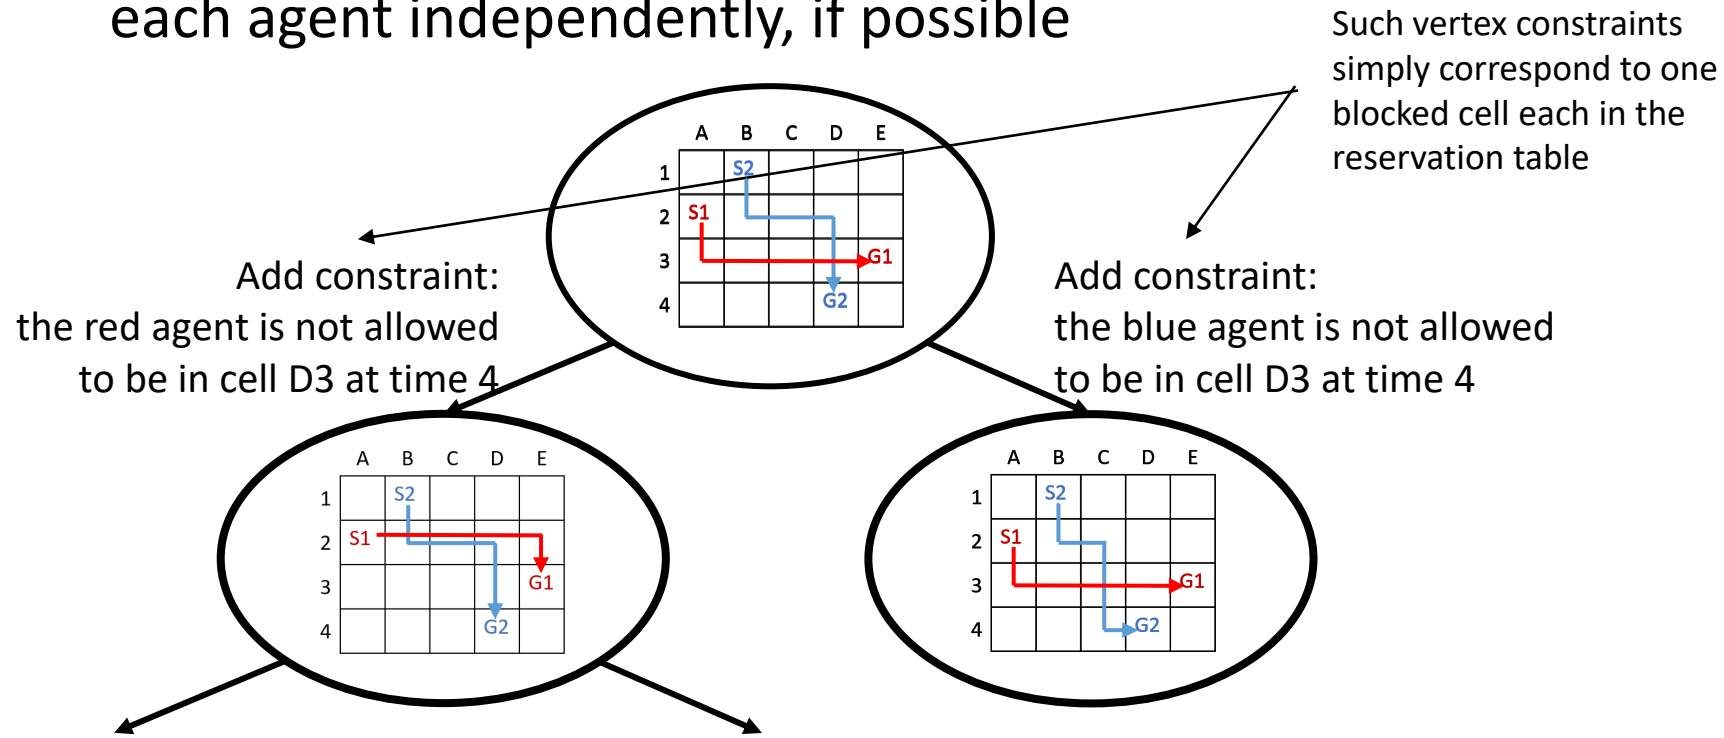 each agent independently, if possible
Such vertex constraints
simply correspond to one
blocked cell each in the
reservation table
A B C D E
1 S2
2 S1
3 G1
4 G2
Add constraint:
the red agent is not allowed
to be in cell D3 at time 4
Add constraint:
the blue agent is not allowed
to be in cell D3 at time 4
A B C D E
1 S2
2 S1
3 G1
4 G2
A B C D E
1 S2
2 S1
3 G1
4 G2